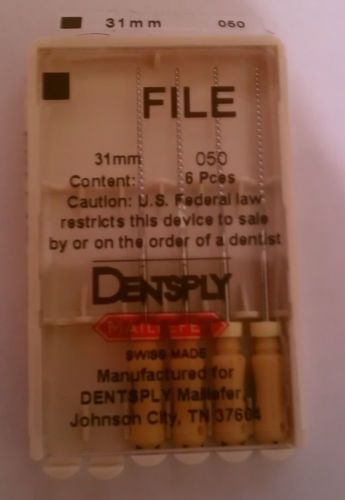 31mm 050
FILE
31mm 050
Content: 6 Pces
Caution: U.S. Federal law
restricts this device to sale
by or on the order of a dentist
DENTSPLY
MAILLEFER
SWISS MADE
Manufactured for
DENTSPLY Maillefer,
Johnson City, TN 37604